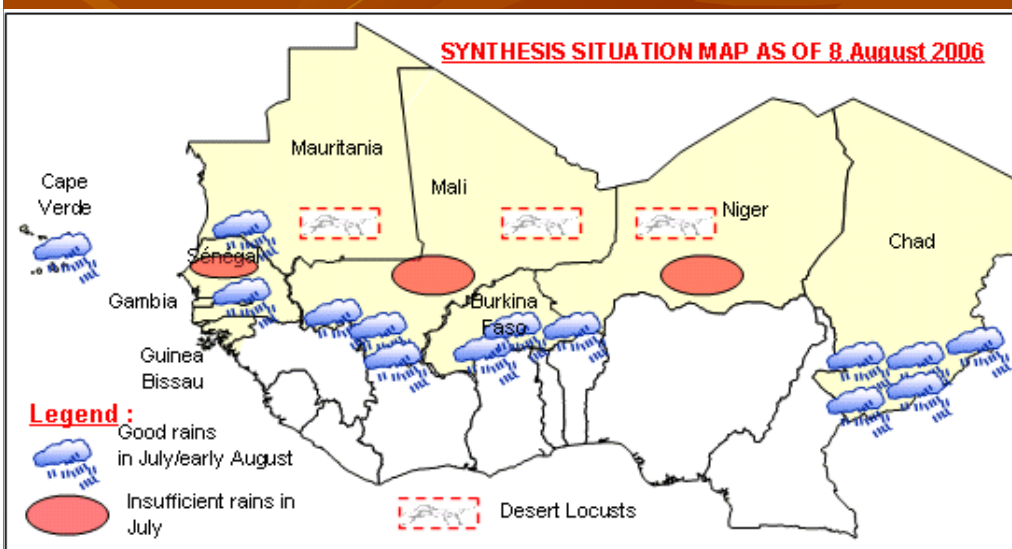 SYNTHESIS SITUATION MAP AS OF 8 August 2006
Mauritania
Mali
Cape
Verde
Niger
Chad
Sénégal
Gambia
Burkina
Faso
Guinea
Bissau
Legend :
Good rains
in July/early August
Insufficient rains in
July
Desert Locusts